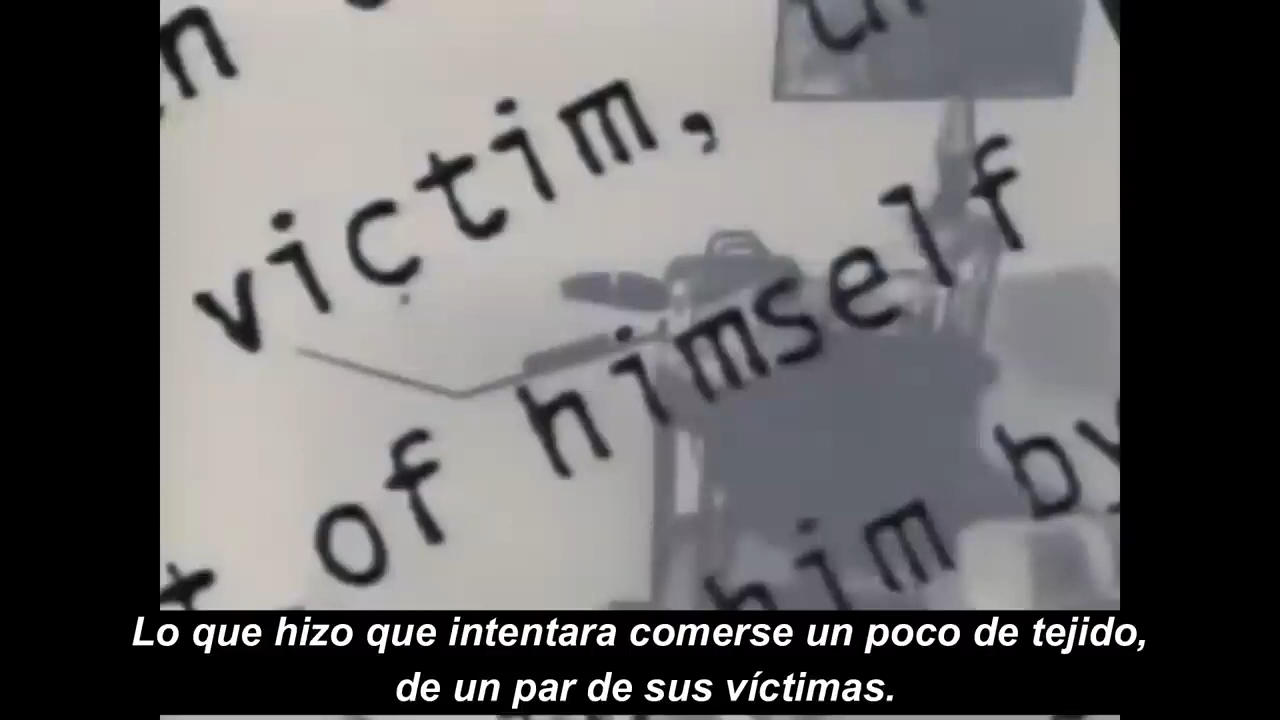 victim,
of himself
him by
Lo que hizo que intentara comerse un poco de tejido,
de un par de sus víctimas.